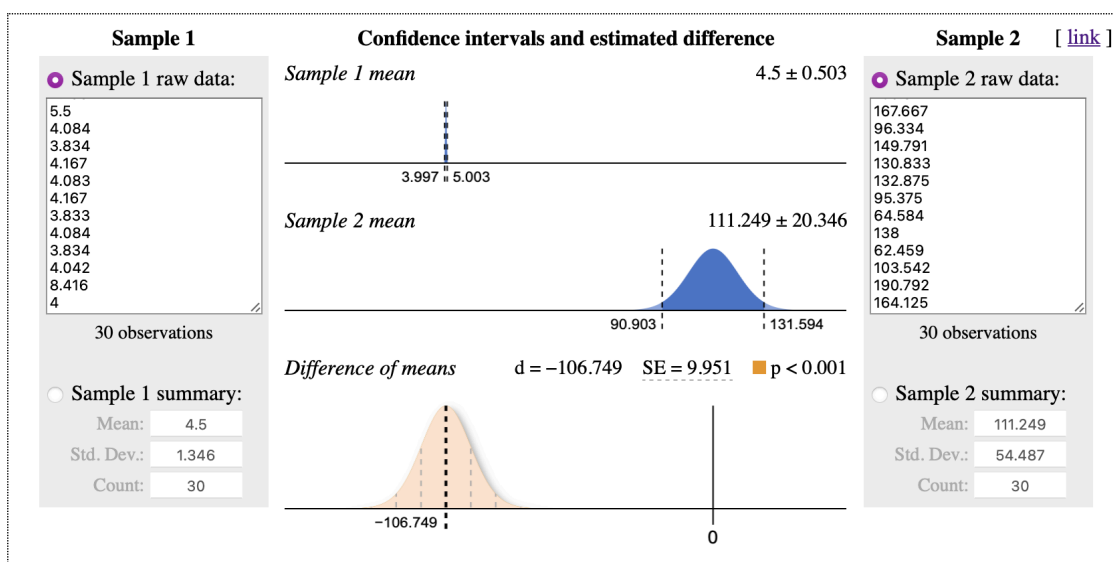 Sample 1
Confidence intervals and estimated difference
Sample 2
[ link ]
Sample 1 raw data:
5.5
4.084
3.834
4.167
4.083
4.167
3.833
4.084
3.834
4.042
8.416
4
30 observations
Sample 1 summary:
Mean: 4.5
Std. Dev.: 1.346
Count: 30
Sample 1 mean 4.5 ± 0.503
3.997 5.003
Sample 2 mean 111.249 ± 20.346
90.903 131.594
Difference of means d = −106.749 SE = 9.951 p < 0.001
−106.749
0
Sample 2 raw data:
167.667
96.334
149.791
130.833
132.875
95.375
64.584
138
62.459
103.542
190.792
164.125
30 observations
Sample 2 summary:
Mean: 111.249
Std. Dev.: 54.487
Count: 30